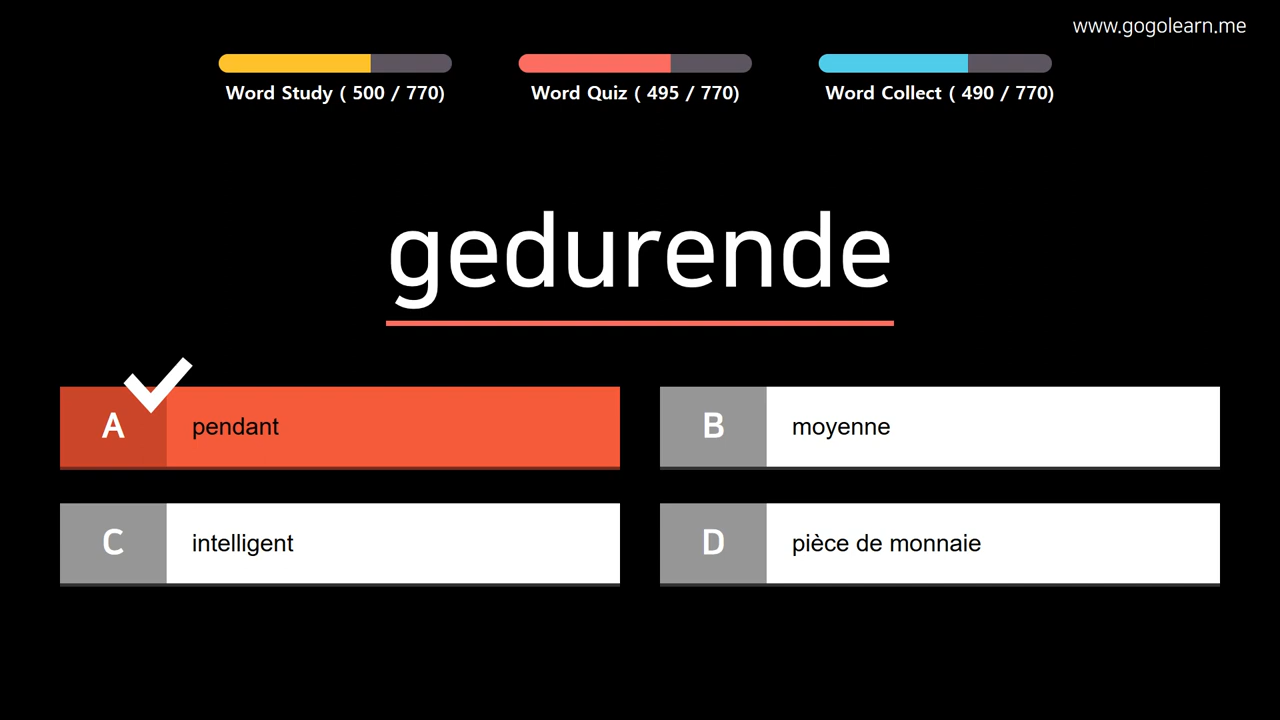 www.gogolearn.me
Word Study ( 500 / 770)
Word Quiz ( 495 / 770)
Word Collect ( 490 / 770)
gedurende
A pendant
B moyenne
C intelligent
D pièce de monnaie